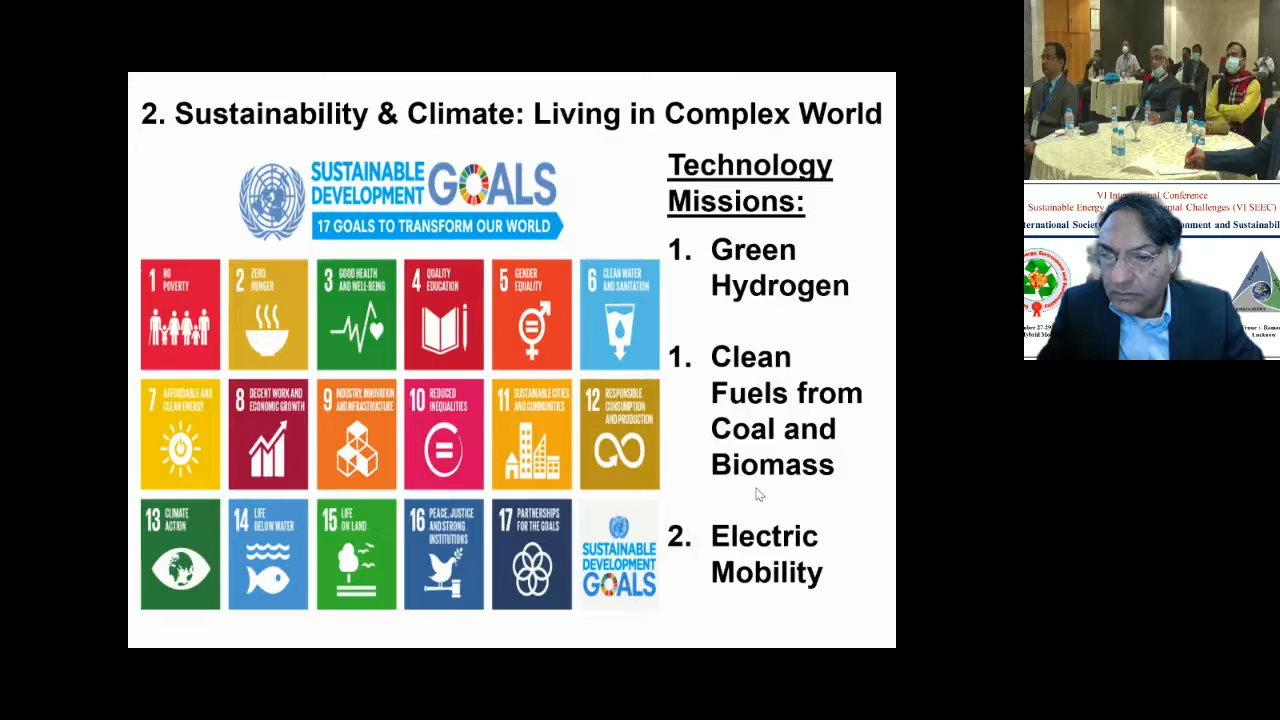 2. Sustainability & Climate: Living in Complex World
SUSTAINABLE
DEVELOPMENT
GOALS
17 GOALS TO TRANSFORM OUR WORLD
1 NO
POVERTY
2 ZERO
HUNGER
3 GOOD HEALTH
AND WELL-BEING
4 QUALITY
EDUCATION
5 GENDER
EQUALITY
6 CLEAN WATER
AND SANITATION
7 AFFORDABLE AND
CLEAN ENERGY
8 DECENT WORK AND
ECONOMIC GROWTH
9 INDUSTRY, INNOVATION
AND INFRASTRUCTURE
10 REDUCED
INEQUALITIES
11 SUSTAINABLE CITIES
AND COMMUNITIES
12 RESPONSIBLE
CONSUMPTION
AND PRODUCTION
13 CLIMATE
ACTION
14 LIFE
BELOW WATER
15 LIFE
ON LAND
16 PEACE, JUSTICE
AND STRONG
INSTITUTIONS
17 PARTNERSHIPS
FOR THE GOALS
SUSTAINABLE
DEVELOPMENT
GOALS
Technology
Missions:
1. Green
Hydrogen
1. Clean
Fuels from
Coal and
Biomass
2. Electric
Mobility
VI International Conference
Sustainable Energy Challenges (VI SEEC)
Society and
Lucknow